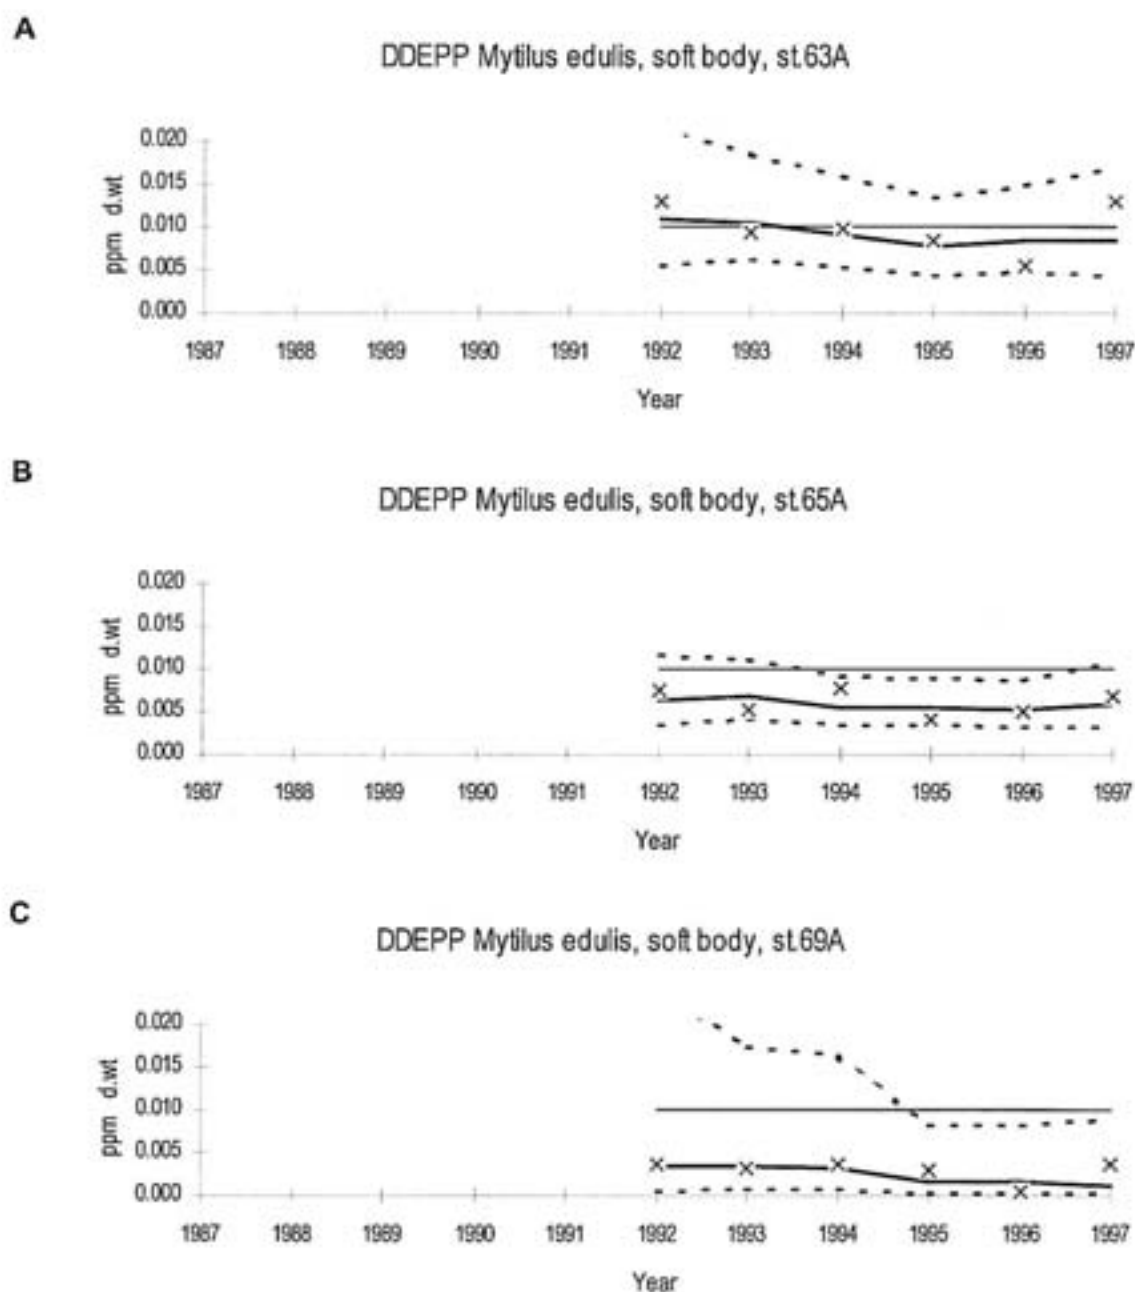 A
DDEPP Mytilus edulis, soft body, st.63A
0.020
0.015
0.010
0.005
0.000
ppm d.wt
1987 1988 1989 1990 1991 1992 1993 1994 1995 1996 1997
Year
B
DDEPP Mytilus edulis, soft body, st.65A
0.020
0.015
0.010
0.005
0.000
ppm d.wt
1987 1988 1989 1990 1991 1992 1993 1994 1995 1996 1997
Year
C
DDEPP Mytilus edulis, soft body, st.69A
0.020
0.015
0.010
0.005
0.000
ppm d.wt
1987 1988 1989 1990 1991 1992 1993 1994 1995 1996 1997
Year